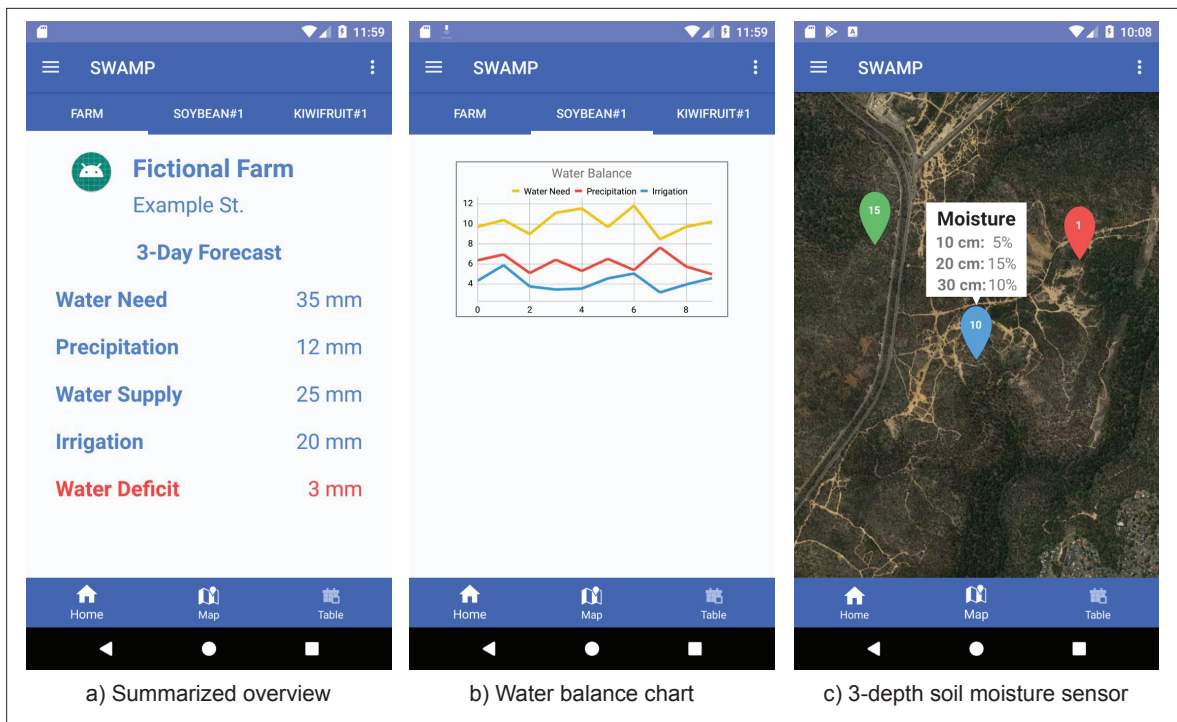 11:59
SWAMP
FARM SOYBEAN#1 KIWIFRUIT#1
Fictional Farm
Example St.
3-Day Forecast
Water Need 35 mm
Precipitation 12 mm
Water Supply 25 mm
Irrigation 20 mm
Water Deficit 3 mm
Home Map Table
a) Summarized overview
11:59
SWAMP
FARM SOYBEAN#1 KIWIFRUIT#1
Water Balance
Water Need Precipitation Irrigation
12
10
8
6
4
0 2 4 6 8
Home Map Table
b) Water balance chart
A 10:08
SWAMP
15
1
Moisture
10 cm: 5%
20 cm: 15%
30 cm: 10%
10
Home Map Table
c) 3-depth soil moisture sensor